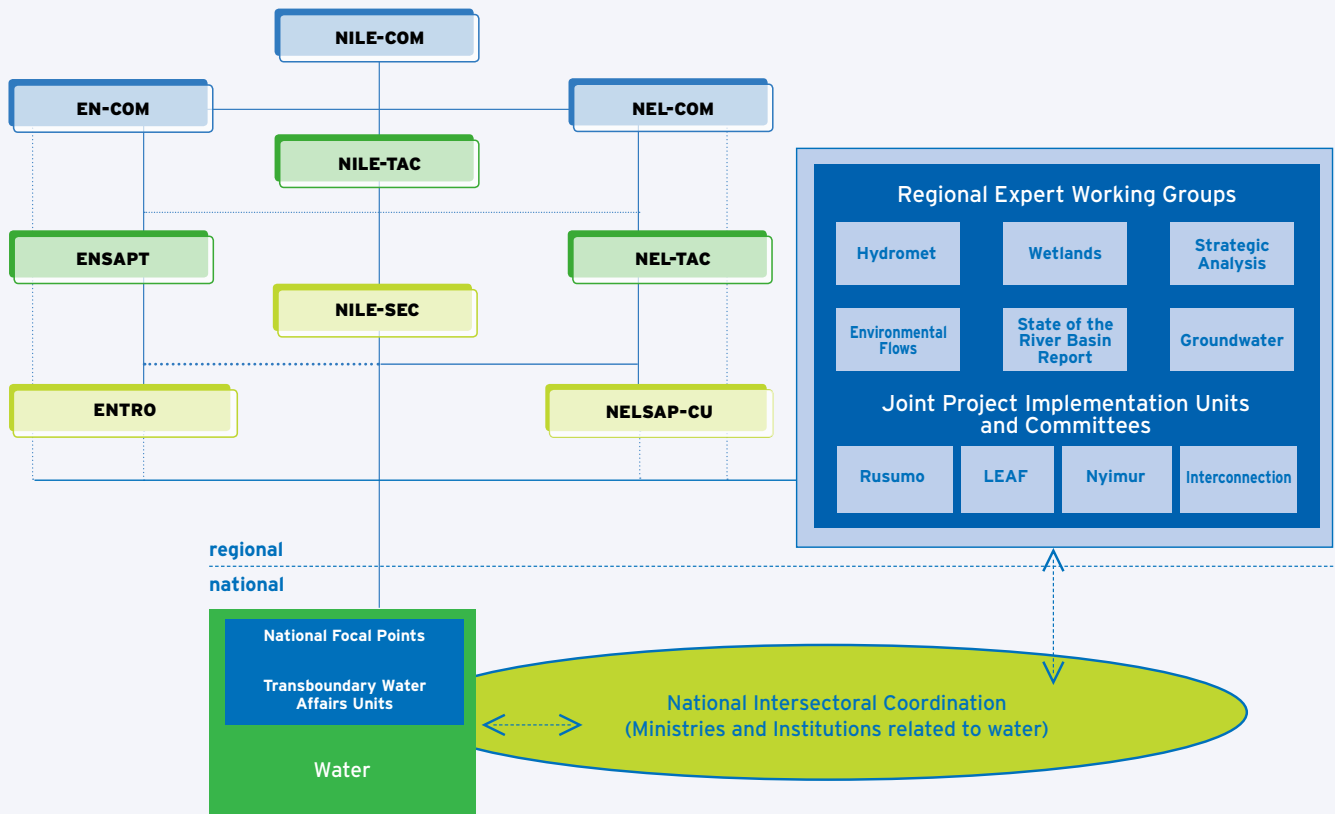 NILE-COM
EN-COM
NEL-COM
NILE-TAC
ENSAPT
NEL-TAC
NILE-SEC
ENTRO
NELSAP-CU
Regional Expert Working Groups
Hydromet
Wetlands
Strategic
Analysis
Environmental
Flows
State of the
River Basin
Report
Groundwater
Joint Project Implementation Units
and Committees
Rusumo
LEAF
Nyimur
Interconnection
regional
national
National Focal Points
Transboundary Water
Affairs Units
Water
National Intersectoral Coordination
(Ministries and Institutions related to water)